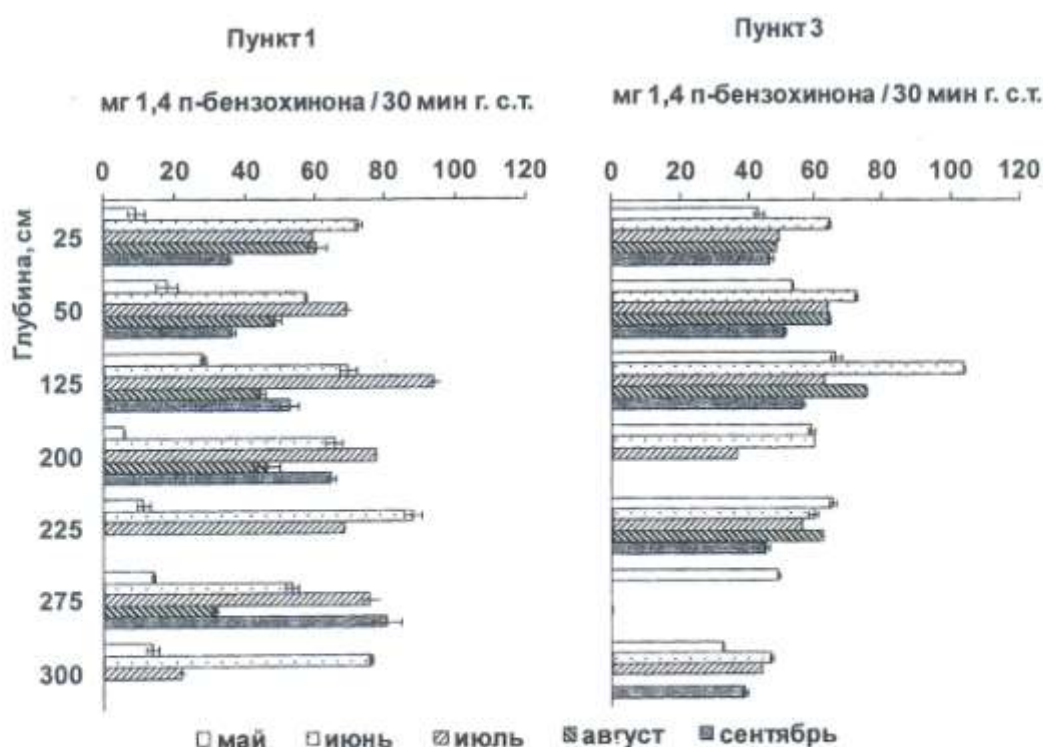 Пункт 1
мг 1,4 п-бензохинона / 30 мин г. с.т.
0 20 40 60 80 100 120
Глубина, см
25
50
125
200
225
275
300
Пункт 3
мг 1,4 п-бензохинона / 30 мин г. с.т.
0 20 40 60 80 100 120
май июнь июль август сентябрь